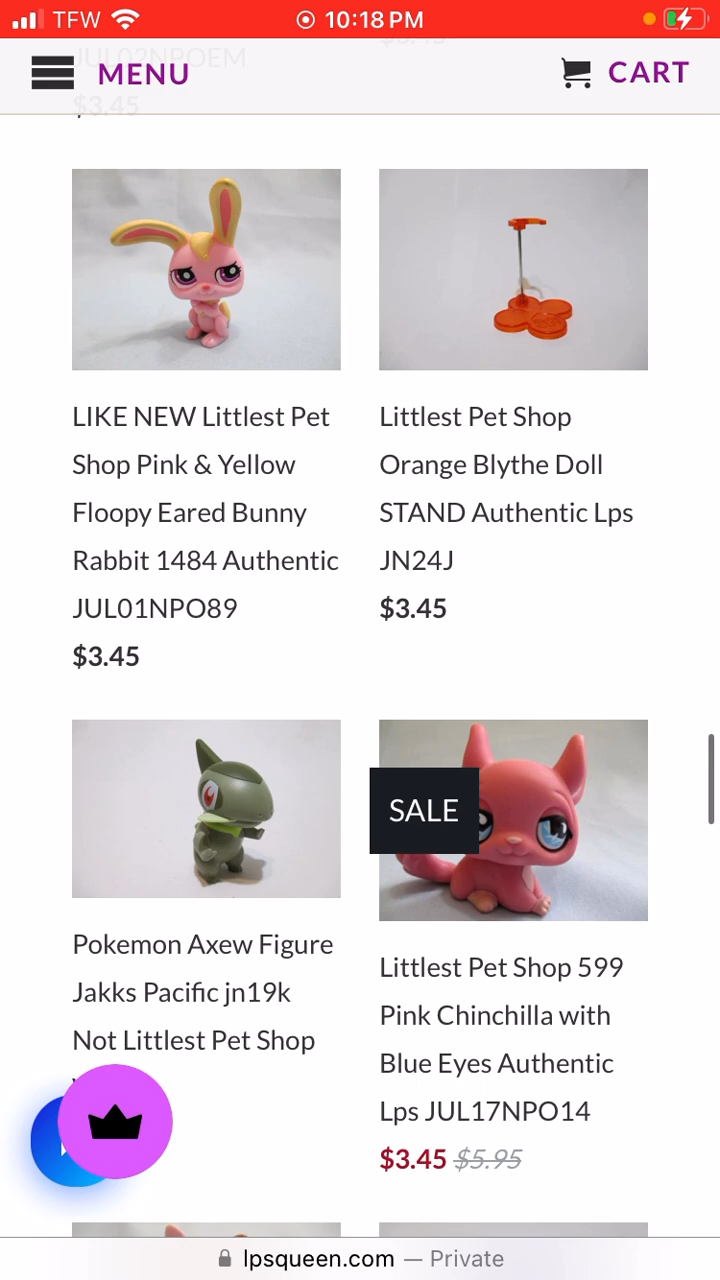 TFW 10:18 PM
JUL02NPOEM
$3.45
$3.45
MENU
CART
LIKE NEW Littlest Pet
Shop Pink & Yellow
Floopy Eared Bunny
Rabbit 1484 Authentic
JUL01NPO89
$3.45
Littlest Pet Shop
Orange Blythe Doll
STAND Authentic Lps
JN24J
$3.45
Pokemon Axew Figure
Jakks Pacific jn19k
Not Littlest Pet Shop
SALE
Littlest Pet Shop 599
Pink Chinchilla with
Blue Eyes Authentic
Lps JUL17NPO14
$3.45 $5.95
lpsqueen.com — Private